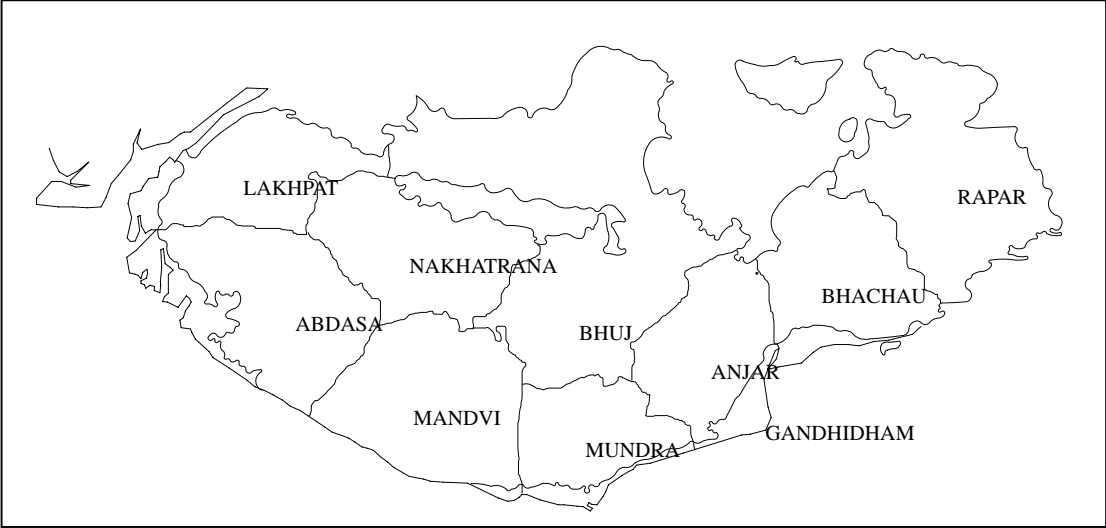 LAKHPAT
RAPAR
NAKHATRANA
BHACHAU
ABDASA
BHUJ
ANJAR
MANDVI
GANDHIDHAM
MUNDRA